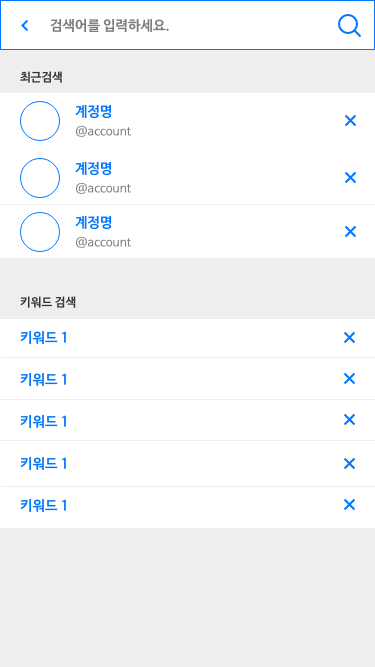 검색어를 입력하세요.
최근검색
계정명
@account
계정명
@account
계정명
@account
키워드 검색
키워드 1
키워드 1
키워드 1
키워드 1
키워드 1